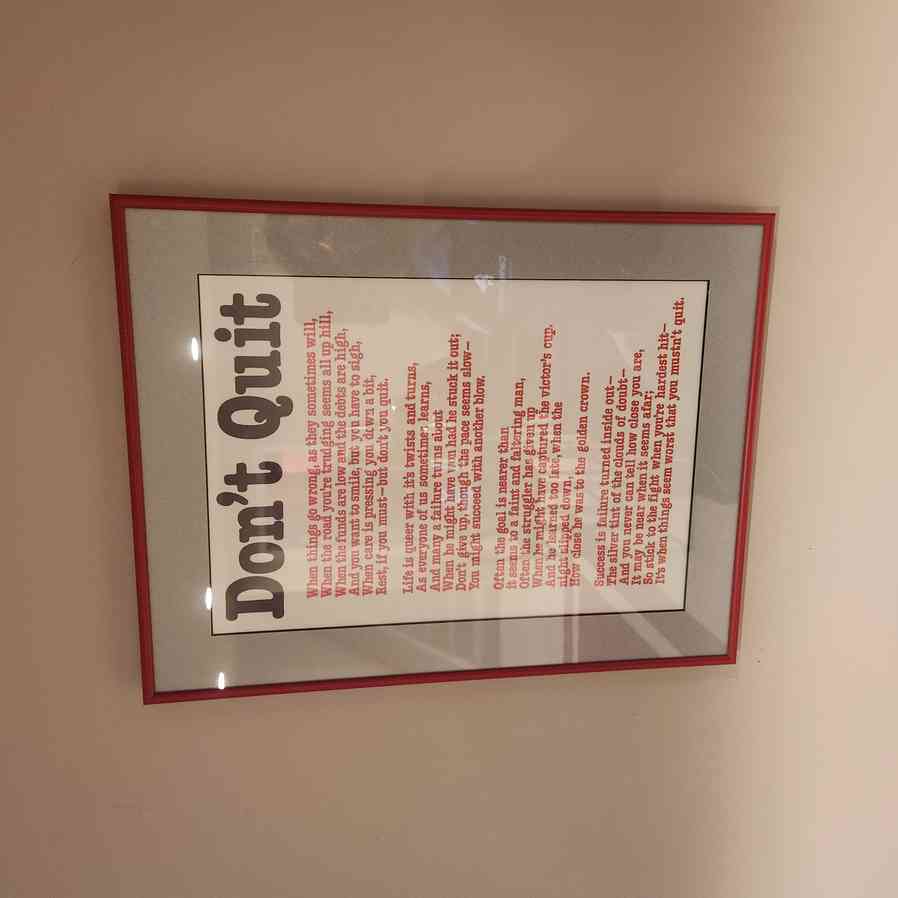 Don't Quit
When things go wrong, as they sometimes will,
When the road you're trudging seems all up hill,
When the funds are low and the debts are high,
And you want to smile, but you have to sigh,
When care is pressing you down a bit,
Rest, if you must—but don't you quit.
Life is queer with it's twists and turns,
As everyone of us sometimes learns,
And many a failure turns about
When he might have won had he stuck it out;
Don't give up, though the pace seems slow—
You might succeed with another blow.
Often the goal is nearer than
it seems to a faint and faltering man,
Often the struggler has given up
When he might have captured the victor's cup.
And he learned too late, when the
night slipped down,
How close he was to the golden crown.
Success is failure turned inside out—
The silver tint of the clouds of doubt—
And you never can tell how close you are,
It may be near when it seems afar;
So stick to the fight when you're hardest hit—
It's when things seem worst that you mustn't quit.